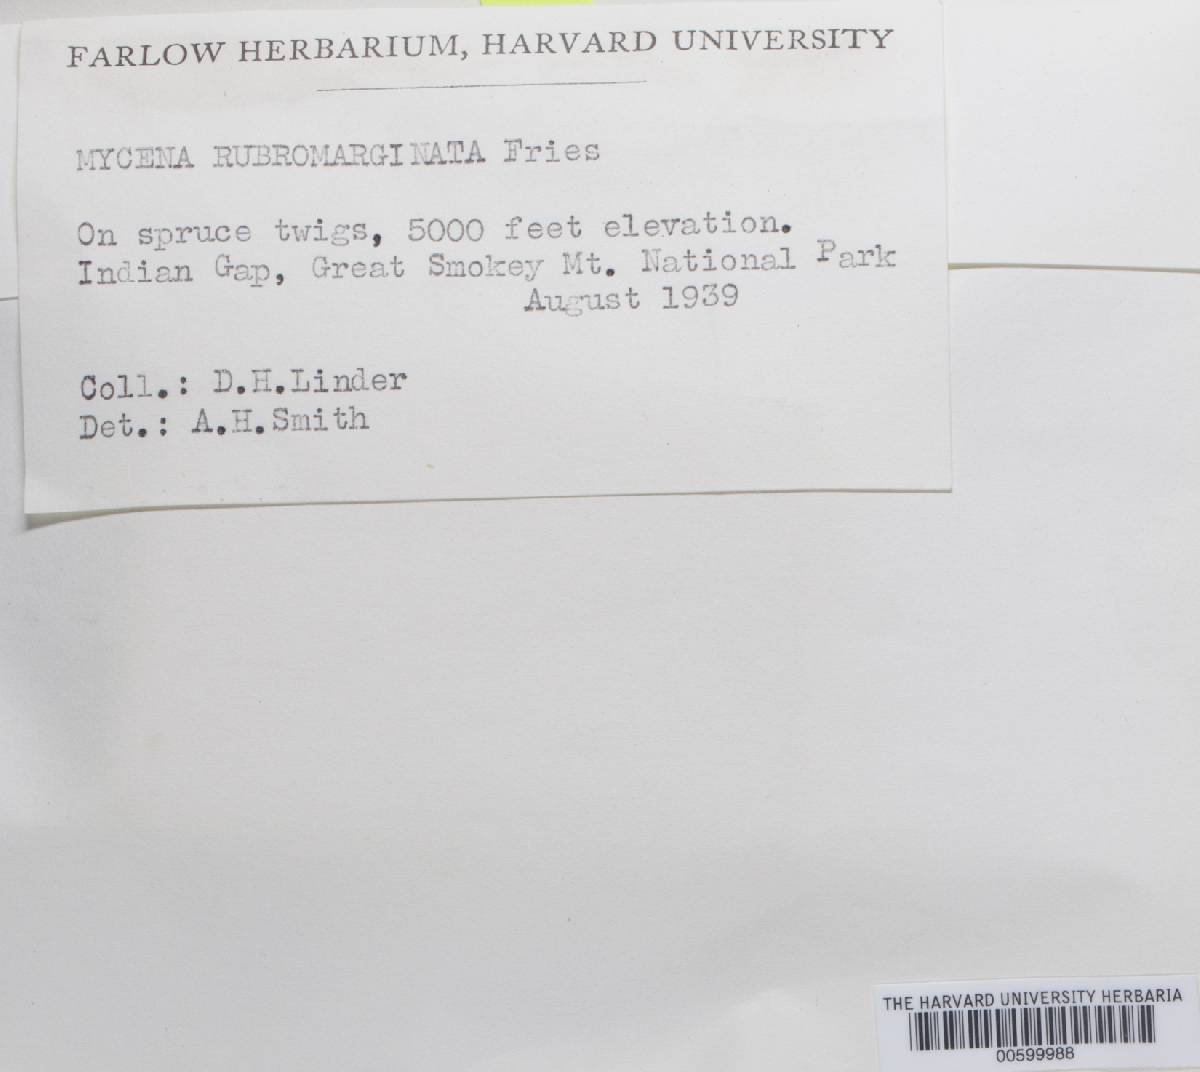 FARLOW HERBARIUM, HARVARD UNIVERSITY
MYCENA RUBROMARGINATA Fries
On spruce twigs, 5000 feet elevation.
Indian Gap, Great Smokey Mt. National Park
August 1939
Coll.: D.H.Linder
Det.: A.H.Smith
THE HARVARD UNIVERSITY HERBARIA
00599988